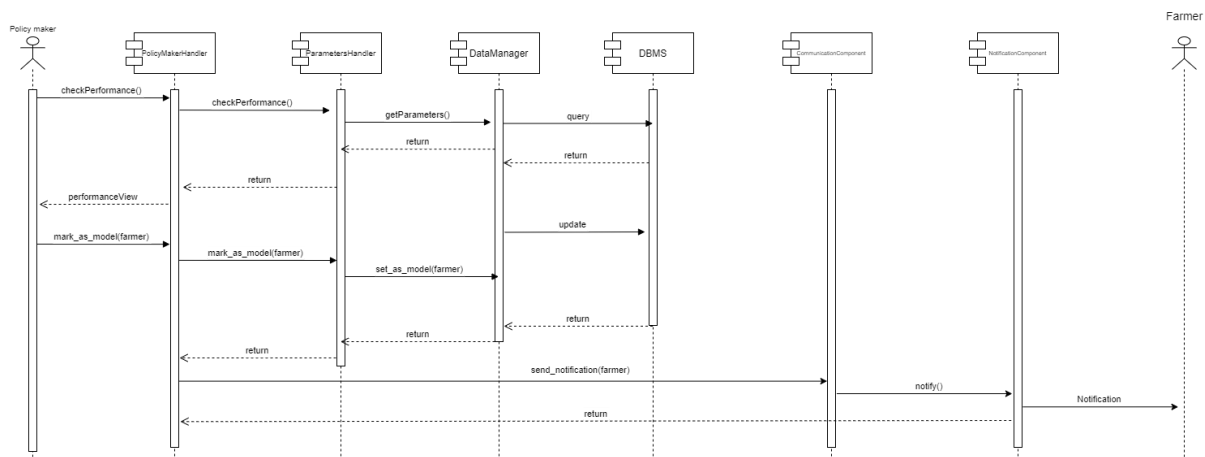 Farmer
Policy maker
PolicyMakerHandler
ParametersHandler
DataManager
DBMS
CommunicationComponent
NotificationComponent
checkPerformance()
checkPerformance()
getParameters()
query
return
return
return
performanceView
update
mark_as_model(farmer)
mark_as_model(farmer)
set_as_model(farmer)
return
return
return
send_notification(farmer)
notify()
Notification
return